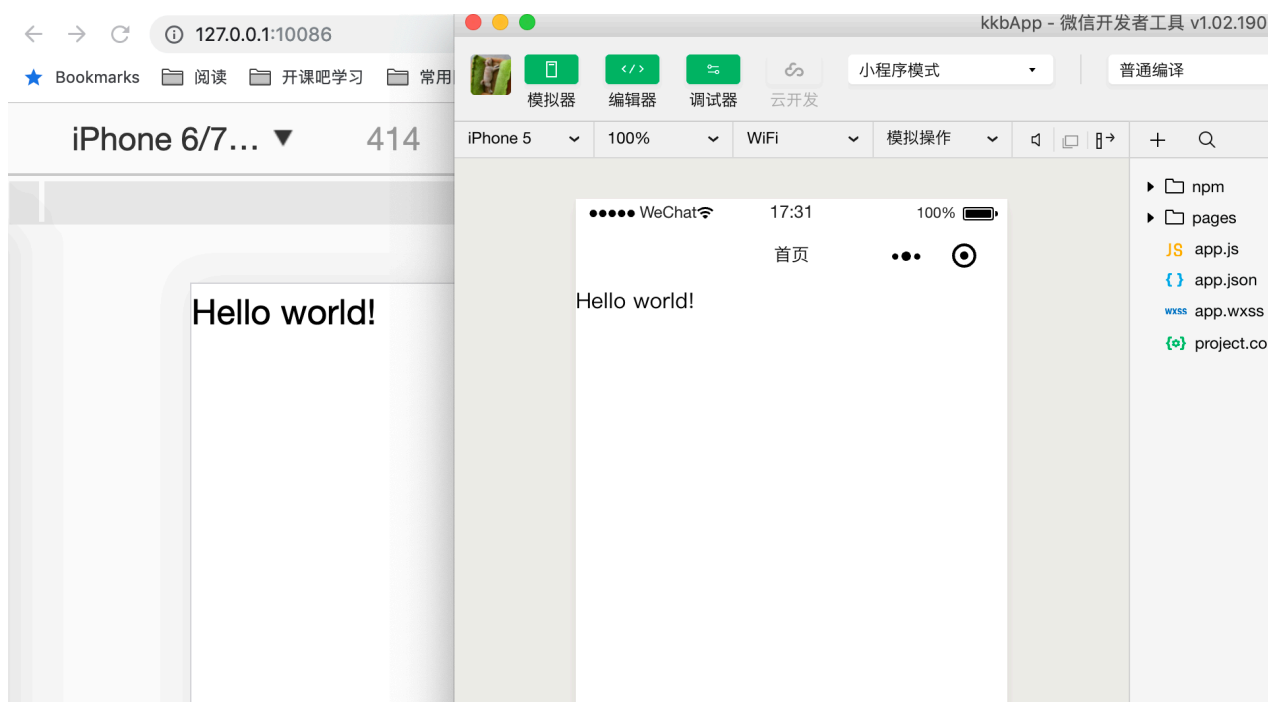 127.0.0.1:10086
Bookmarks 阅读 开课吧学习 常用
iPhone 6/7... ▼ 414
Hello world!
kkbApp - 微信开发者工具 v1.02.190
模拟器 编辑器 调试器 云开发
小程序模式 普通编译
iPhone 5 100% WiFi 模拟操作
WeChat 17:31 100%
首页
Hello world!
npm
pages
JS app.js
{ } app.json
wxss app.wxss
project.co